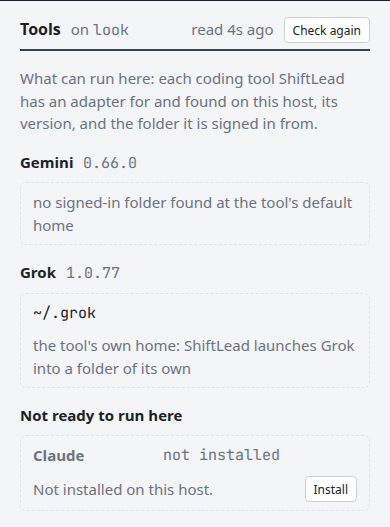 Tools on look read 4s ago Check again
What can run here: each coding tool ShiftLead
has an adapter for and found on this host, its
version, and the folder it is signed in from.
Gemini 0.66.0
no signed-in folder found at the tool's default
home
Grok 1.0.77
~/.grok
the tool's own home: ShiftLead launches Grok
into a folder of its own
Not ready to run here
Claude not installed
Not installed on this host. Install